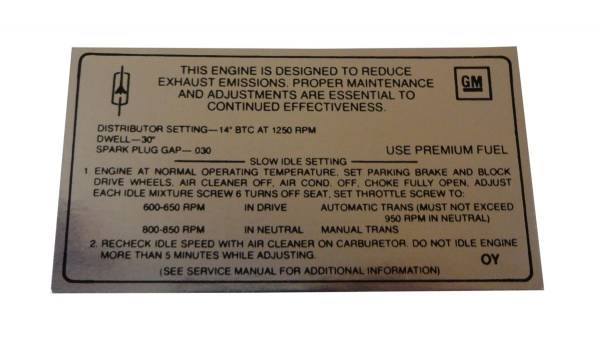 THIS ENGINE IS DESIGNED TO REDUCE
EXHAUST EMISSIONS. PROPER MAINTENANCE
AND ADJUSTMENTS ARE ESSENTIAL TO
CONTINUED EFFECTIVENESS.
GM
DISTRIBUTOR SETTING—14° BTC AT 1250 RPM
DWELL—30°
SPARK PLUG GAP—.030 USE PREMIUM FUEL
SLOW IDLE SETTING
1. ENGINE AT NORMAL OPERATING TEMPERATURE, SET PARKING BRAKE AND BLOCK
DRIVE WHEELS, AIR CLEANER OFF, AIR COND. OFF, CHOKE FULLY OPEN, ADJUST
EACH IDLE MIXTURE SCREW 6 TURNS OFF SEAT, SET THROTTLE SCREW TO:
600-650 RPM IN DRIVE AUTOMATIC TRANS (MUST NOT EXCEED
950 RPM IN NEUTRAL)
800-850 RPM IN NEUTRAL MANUAL TRANS
2. RECHECK IDLE SPEED WITH AIR CLEANER ON CARBURETOR. DO NOT IDLE ENGINE
MORE THAN 5 MINUTES WHILE ADJUSTING. OY
(SEE SERVICE MANUAL FOR ADDITIONAL INFORMATION)